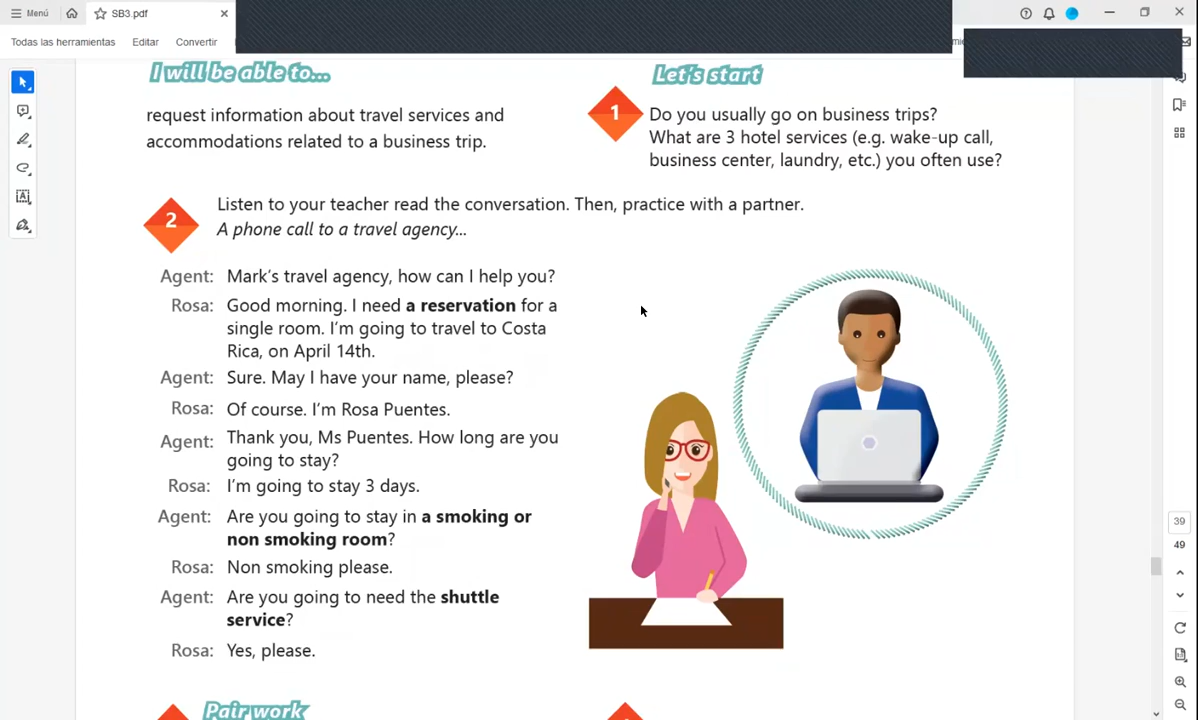 Menú
SB3.pdf
Todas las herramientas
Editar
Convertir
I will be able to...
request information about travel services and
accommodations related to a business trip.
Let's start
1
Do you usually go on business trips?
What are 3 hotel services (e.g. wake-up call,
business center, laundry, etc.) you often use?
2
Listen to your teacher read the conversation. Then, practice with a partner.
A phone call to a travel agency...
Agent: Mark's travel agency, how can I help you?
Rosa: Good morning. I need a reservation for a
single room. I'm going to travel to Costa
Rica, on April 14th.
Agent: Sure. May I have your name, please?
Rosa: Of course. I'm Rosa Puentes.
Agent: Thank you, Ms Puentes. How long are you
going to stay?
Rosa: I'm going to stay 3 days.
Agent: Are you going to stay in a smoking or
non smoking room?
Rosa: Non smoking please.
Agent: Are you going to need the shuttle
service?
Rosa: Yes, please.
Pair work
39
49